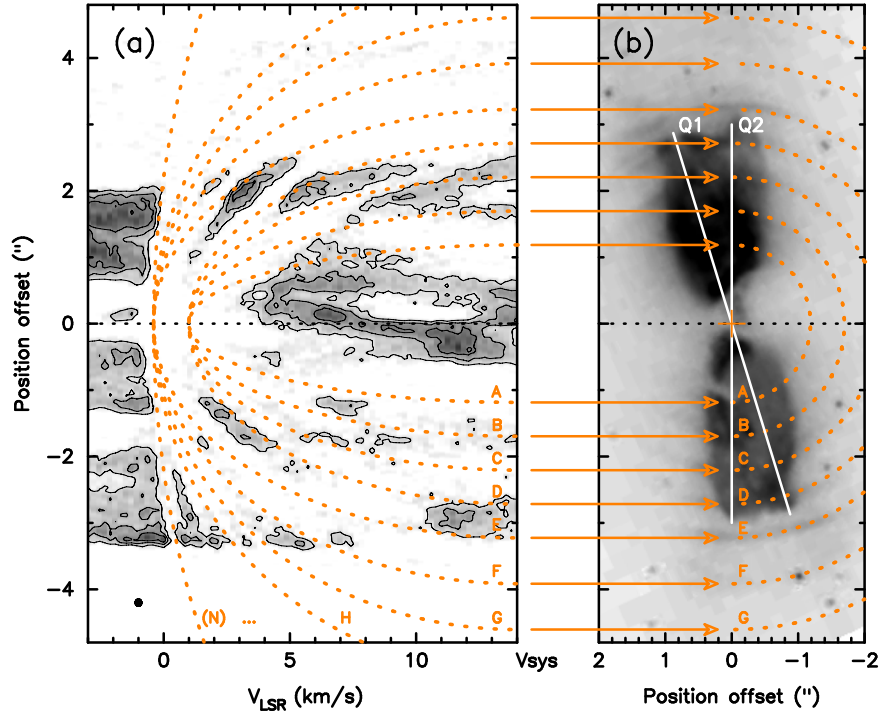 (a)
(b)
Position offset (")
4
2
0
−2
−4
Q1
Q2
A
B
C
D
E
F
G
H
(N) ...
A
B
C
D
E
F
G
0
5
10
Vsys
2
1
0
−1
−2
V_LSR (km/s)
Position offset (")